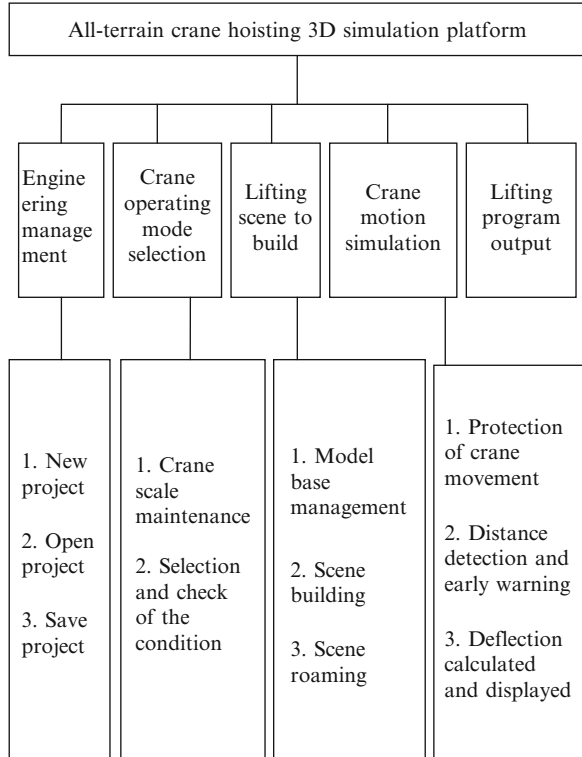 All-terrain crane hoisting 3D simulation platform
Engine
ering
manage
ment
Crane
operating
mode
selection
Lifting
scene to
build
Crane
motion
simulation
Lifting
program
output
1. New
project
2. Open
project
3. Save
project
1. Crane
scale
maintenance
2. Selection
and check
of the
condition
1. Model
base
management
2. Scene
building
3. Scene
roaming
1. Protection
of crane
movement
2. Distance
detection and
early warning
3. Deflection
calculated
and displayed